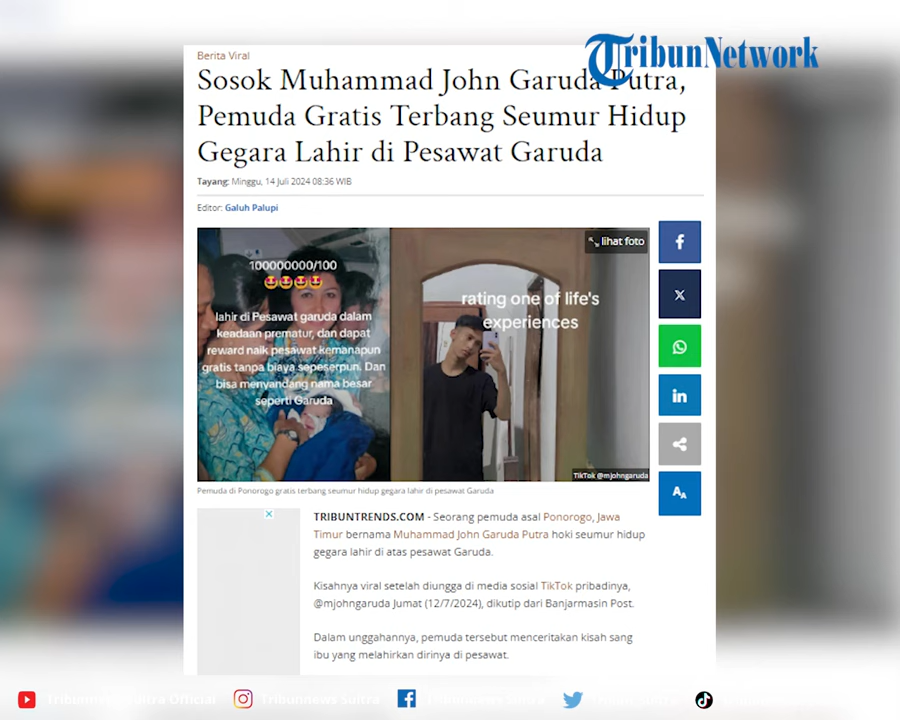 TribunNetwork
Berita Viral
Sosok Muhammad John Garuda Putra,
Pemuda Gratis Terbang Seumur Hidup
Gegara Lahir di Pesawat Garuda
Tayang: Minggu, 14 Juli 2024 08:36 WIB
Editor: Galuh Palupi
lihat foto
100000000/100
lahir di Pesawat garuda dalam
keadaan prematur, dan dapat
reward naik pesawat kemanapun
gratis tanpa biaya sepeserpun. Dan
bisa menyandang nama besar
seperti Garuda
rating one of life's
experiences
TikTok @mjohngaruda
Pemuda di Ponorogo gratis terbang seumur hidup gegara lahir di pesawat Garuda
TRIBUNTRENDS.COM - Seorang pemuda asal Ponorogo, Jawa
Timur bernama Muhammad John Garuda Putra hoki seumur hidup
gegara lahir di atas pesawat Garuda.
Kisahnya viral setelah diungga di media sosial TikTok pribadinya,
@mjohngaruda Jumat (12/7/2024), dikutip dari Banjarmasin Post.
Dalam unggahannya, pemuda tersebut menceritakan kisah sang
ibu yang melahirkan dirinya di pesawat.